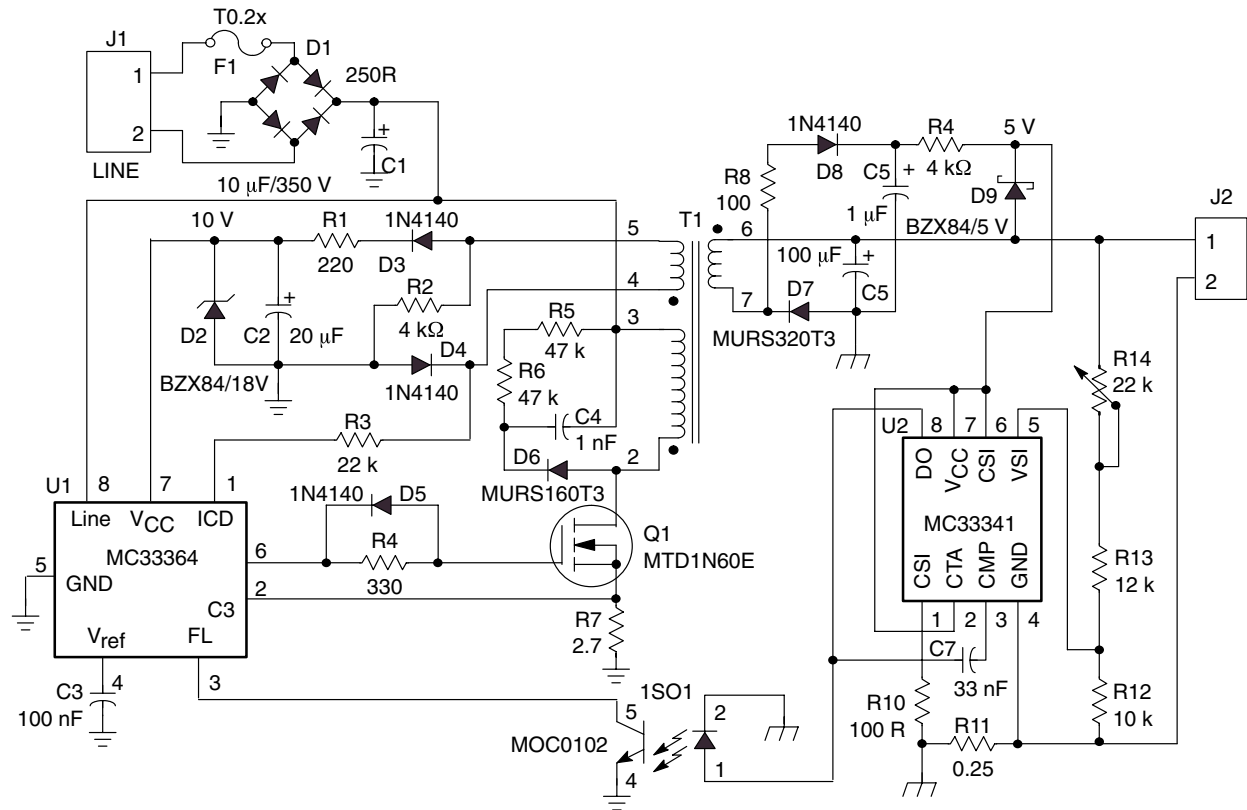 T0.2x
J1
1
2
LINE
F1
D1
250R
C1
+
10 µF/350 V
10 V
R1
220
1N4140
D3
D2
BZX84/18V
C2
+
20 µF
R2
4 kΩ
D4
1N4140
R3
22 k
R5
47 k
R6
47 k
C4
1 nF
D6
MURS160T3
T1
5
4
3
2
6
7
R8
100
1N4140
D8
C5
+
1 µF
R4
4 kΩ
5 V
D9
BZX84/5 V
100 µF
+
C5
D7
MURS320T3
J2
1
2
U1
8
7
1
Line
VCC
ICD
MC33364
5
GND
6
2
C3
Vref
FL
4
3
C3
100 nF
1N4140
D5
R4
330
Q1
MTD1N60E
R7
2.7
1SO1
5
4
MOC0102
2
1
U2
8
7
6
5
DO
VCC
CSI
VSI
MC33341
CSI
CTA
CMP
GND
1
2
3
4
C7
33 nF
R10
100 R
R11
0.25
R14
22 k
R13
12 k
R12
10 k